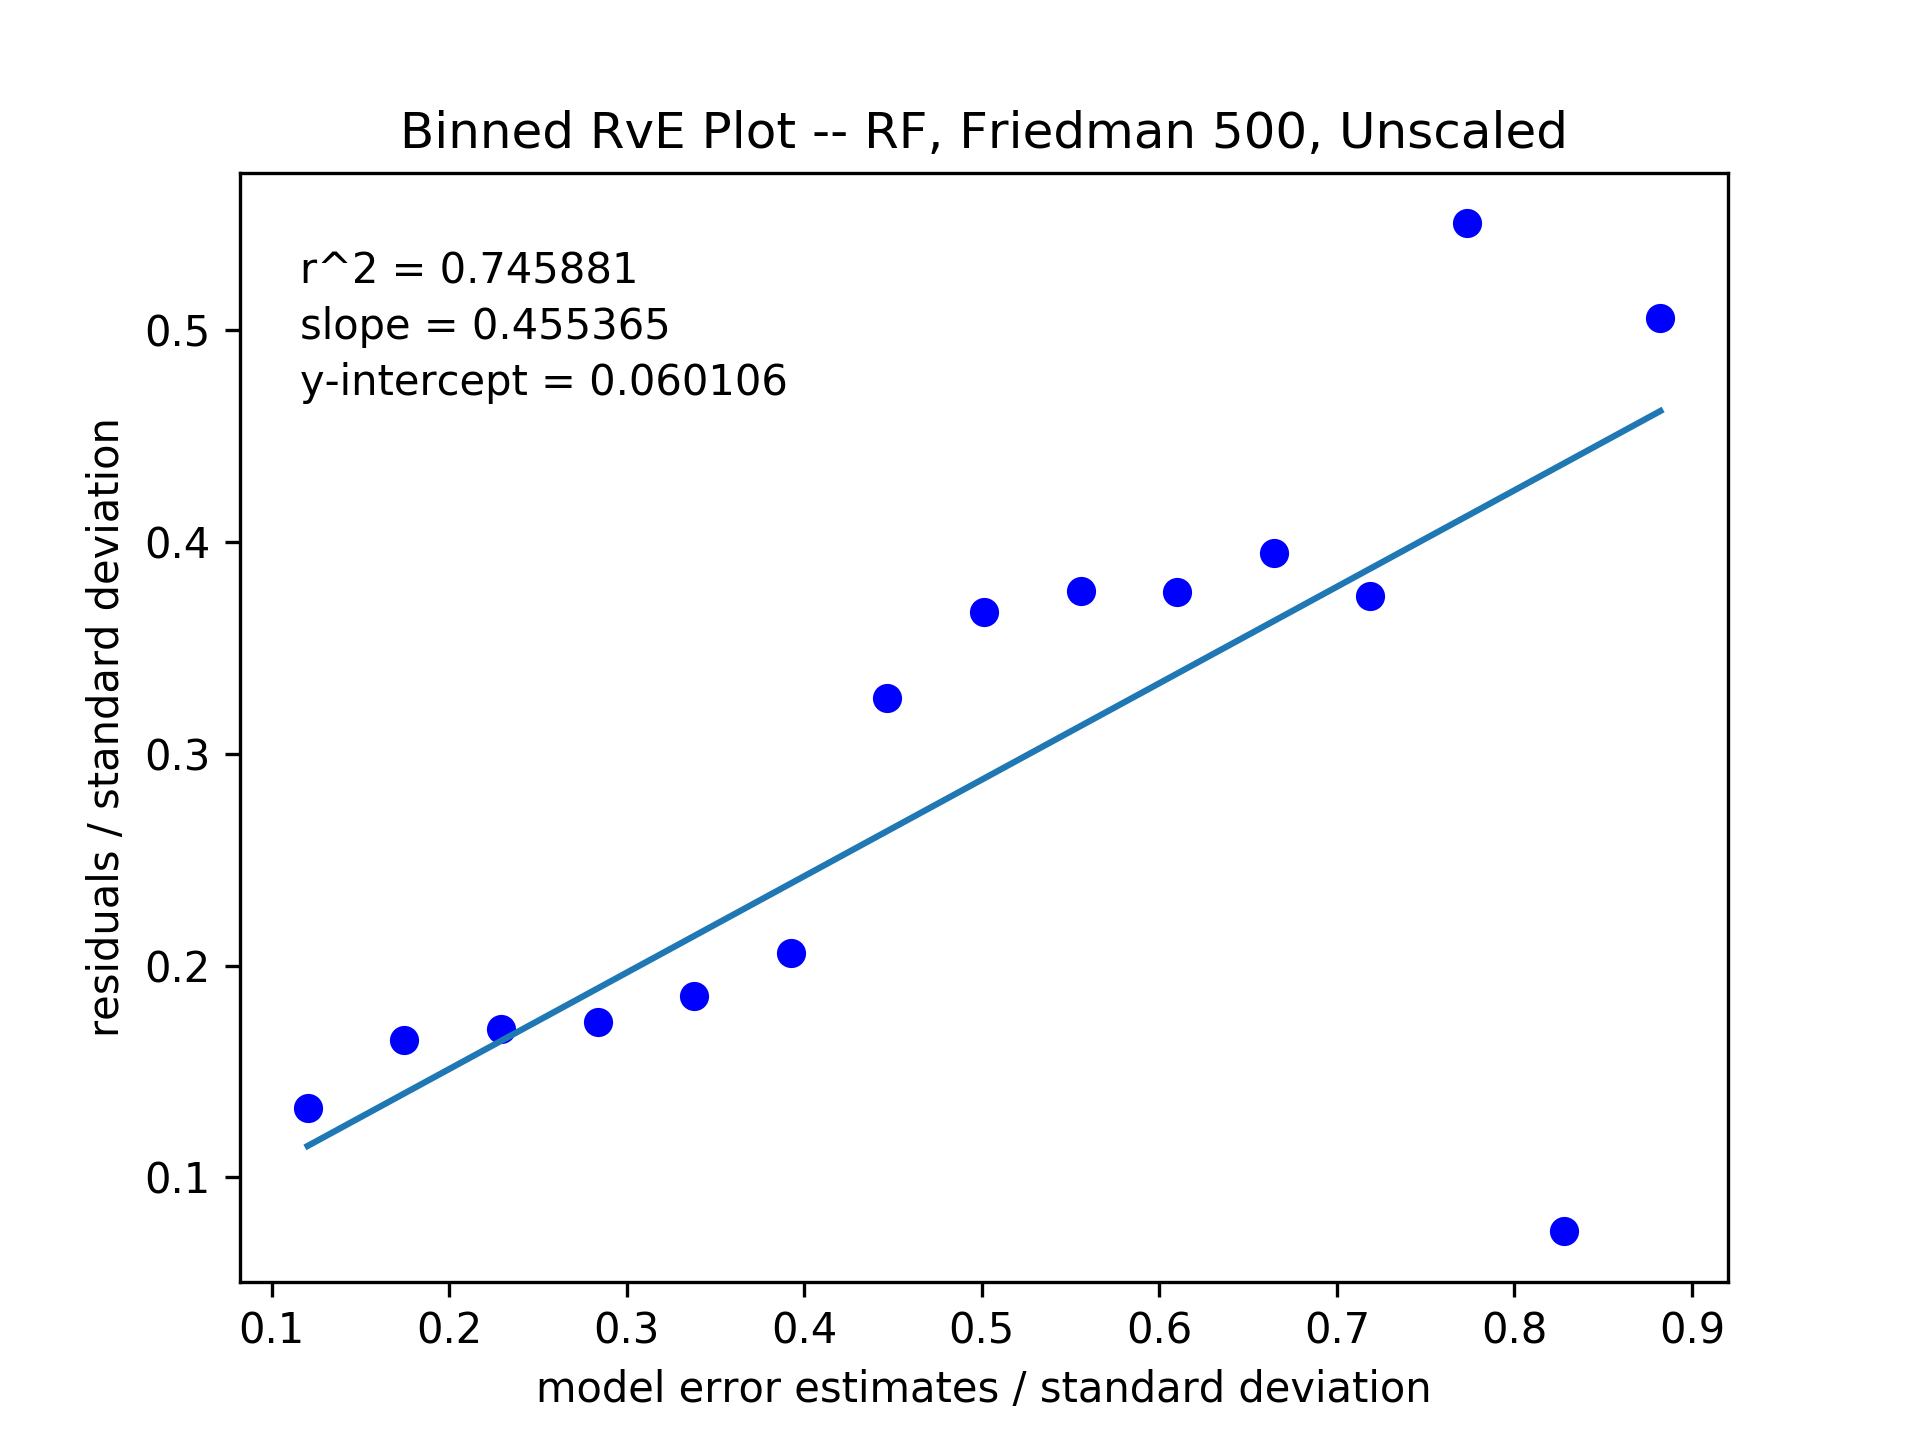 Binned RvE Plot -- RF, Friedman 500, Unscaled
r^2 = 0.745881
slope = 0.455365
y-intercept = 0.060106
residuals / standard deviation
0.5
0.4
0.3
0.2
0.1
0.1 0.2 0.3 0.4 0.5 0.6 0.7 0.8 0.9
model error estimates / standard deviation